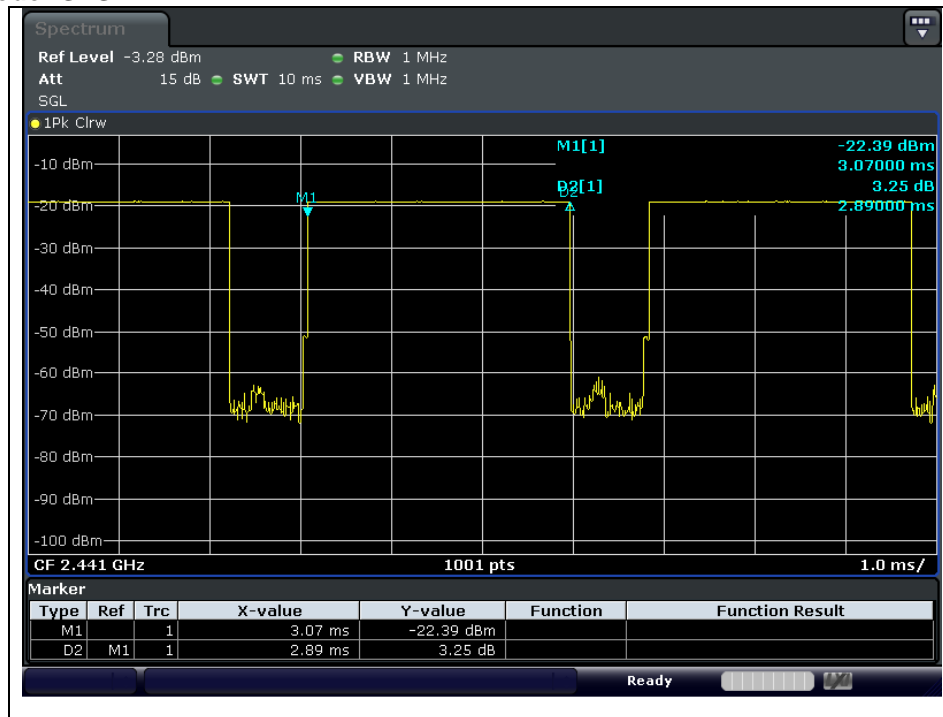 Spectrum
Ref Level -3.28 dBm RBW 1 MHz
Att 15 dB SWT 10 ms VBW 1 MHz
SGL
1Pk Clrw
M1[1] -22.39 dBm
3.07000 ms
D2[1] 3.25 dB
2.89000 ms
M1
D2
-10 dBm
-20 dBm
-30 dBm
-40 dBm
-50 dBm
-60 dBm
-70 dBm
-80 dBm
-90 dBm
-100 dBm
CF 2.441 GHz 1001 pts 1.0 ms/
Marker
Type Ref Trc X-value Y-value Function Function Result
M1 1 3.07 ms -22.39 dBm
D2 M1 1 2.89 ms 3.25 dB
Ready